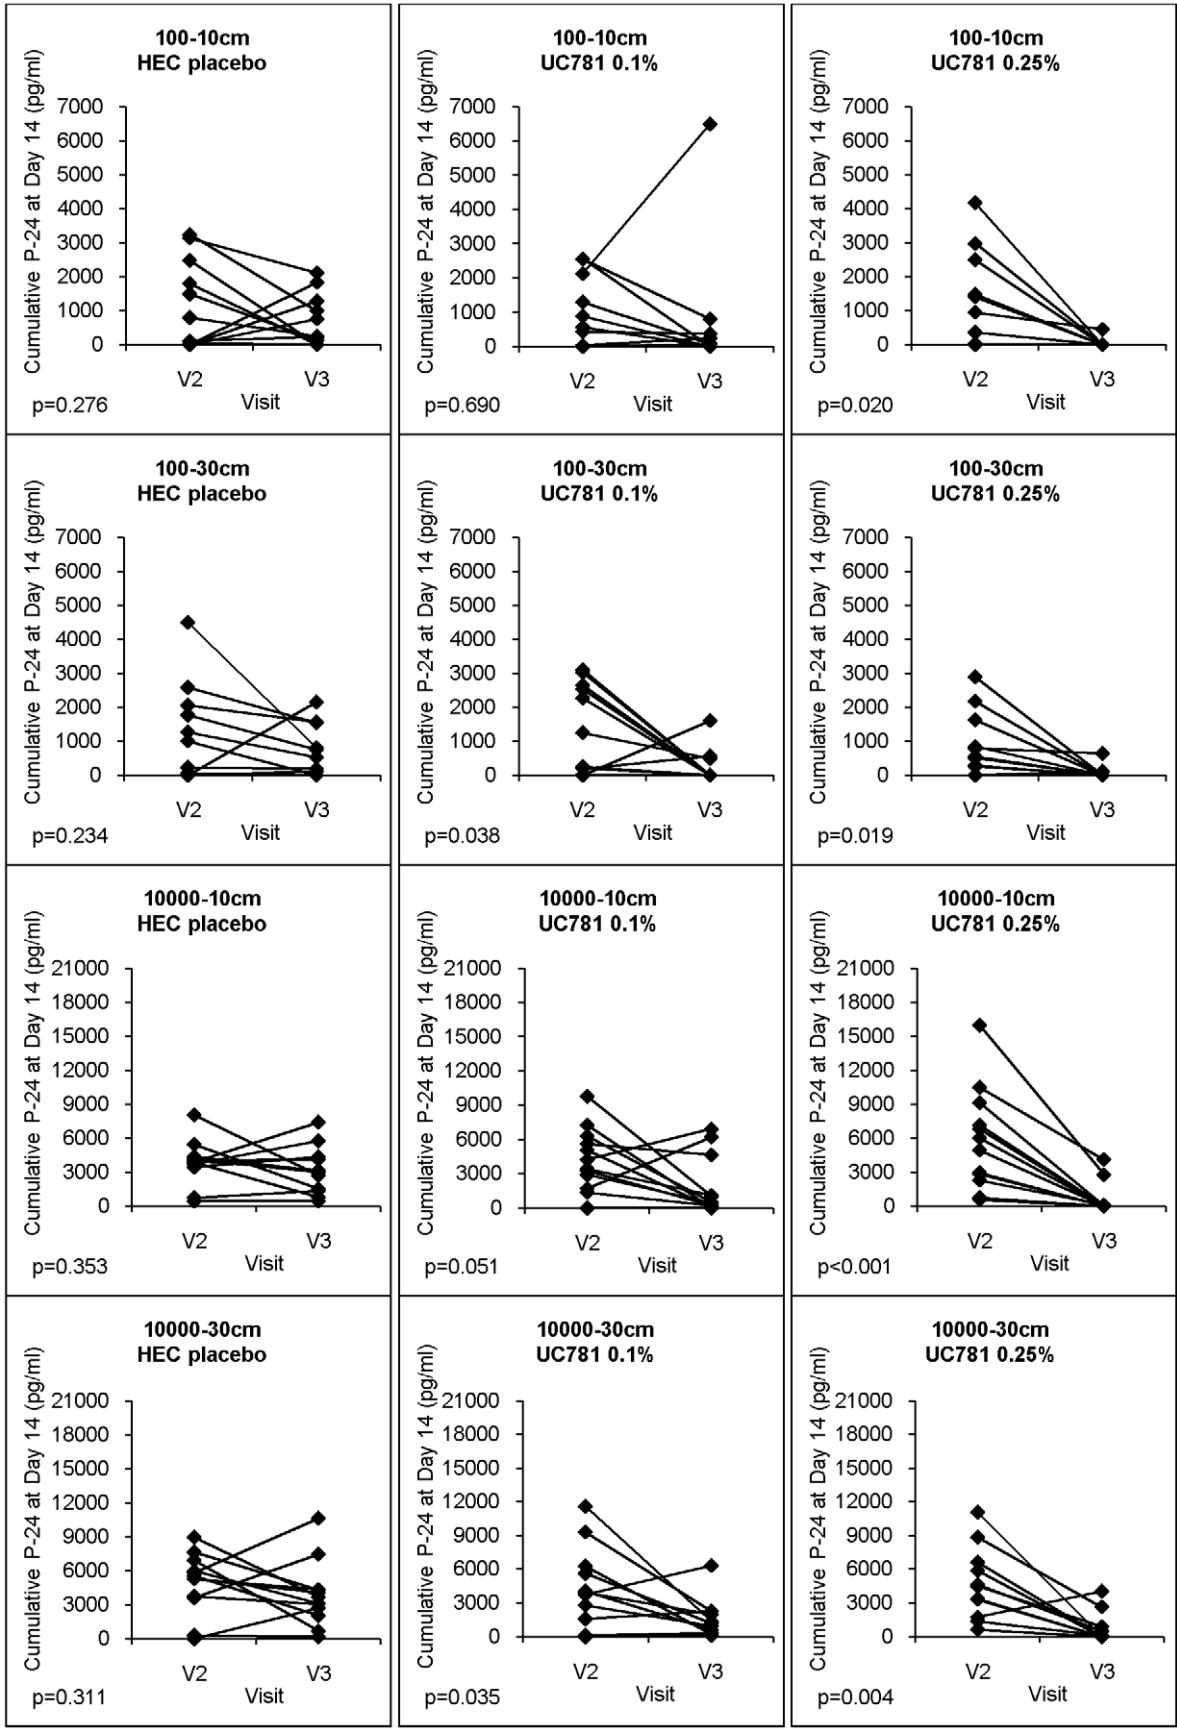 100-10cm
HEC placebo
Cumulative P-24 at Day 14 (pg/ml)
7000
6000
5000
4000
3000
2000
1000
0
V2
V3
Visit
p=0.276
100-10cm
UC781 0.1%
Cumulative P-24 at Day 14 (pg/ml)
7000
6000
5000
4000
3000
2000
1000
0
V2
V3
Visit
p=0.690
100-10cm
UC781 0.25%
Cumulative P-24 at Day 14 (pg/ml)
7000
6000
5000
4000
3000
2000
1000
0
V2
V3
Visit
p=0.020
100-30cm
HEC placebo
Cumulative P-24 at Day 14 (pg/ml)
7000
6000
5000
4000
3000
2000
1000
0
V2
V3
Visit
p=0.234
100-30cm
UC781 0.1%
Cumulative P-24 at Day 14 (pg/ml)
7000
6000
5000
4000
3000
2000
1000
0
V2
V3
Visit
p=0.038
100-30cm
UC781 0.25%
Cumulative P-24 at Day 14 (pg/ml)
7000
6000
5000
4000
3000
2000
1000
0
V2
V3
Visit
p=0.019
10000-10cm
HEC placebo
Cumulative P-24 at Day 14 (pg/ml)
21000
18000
15000
12000
9000
6000
3000
0
V2
V3
Visit
p=0.353
10000-10cm
UC781 0.1%
Cumulative P-24 at Day 14 (pg/ml)
21000
18000
15000
12000
9000
6000
3000
0
V2
V3
Visit
p=0.051
10000-10cm
UC781 0.25%
Cumulative P-24 at Day 14 (pg/ml)
21000
18000
15000
12000
9000
6000
3000
0
V2
V3
Visit
p<0.001
10000-30cm
HEC placebo
Cumulative P-24 at Day 14 (pg/ml)
21000
18000
15000
12000
9000
6000
3000
0
V2
V3
Visit
p=0.311
10000-30cm
UC781 0.1%
Cumulative P-24 at Day 14 (pg/ml)
21000
18000
15000
12000
9000
6000
3000
0
V2
V3
Visit
p=0.035
10000-30cm
UC781 0.25%
Cumulative P-24 at Day 14 (pg/ml)
21000
18000
15000
12000
9000
6000
3000
0
V2
V3
Visit
p=0.004